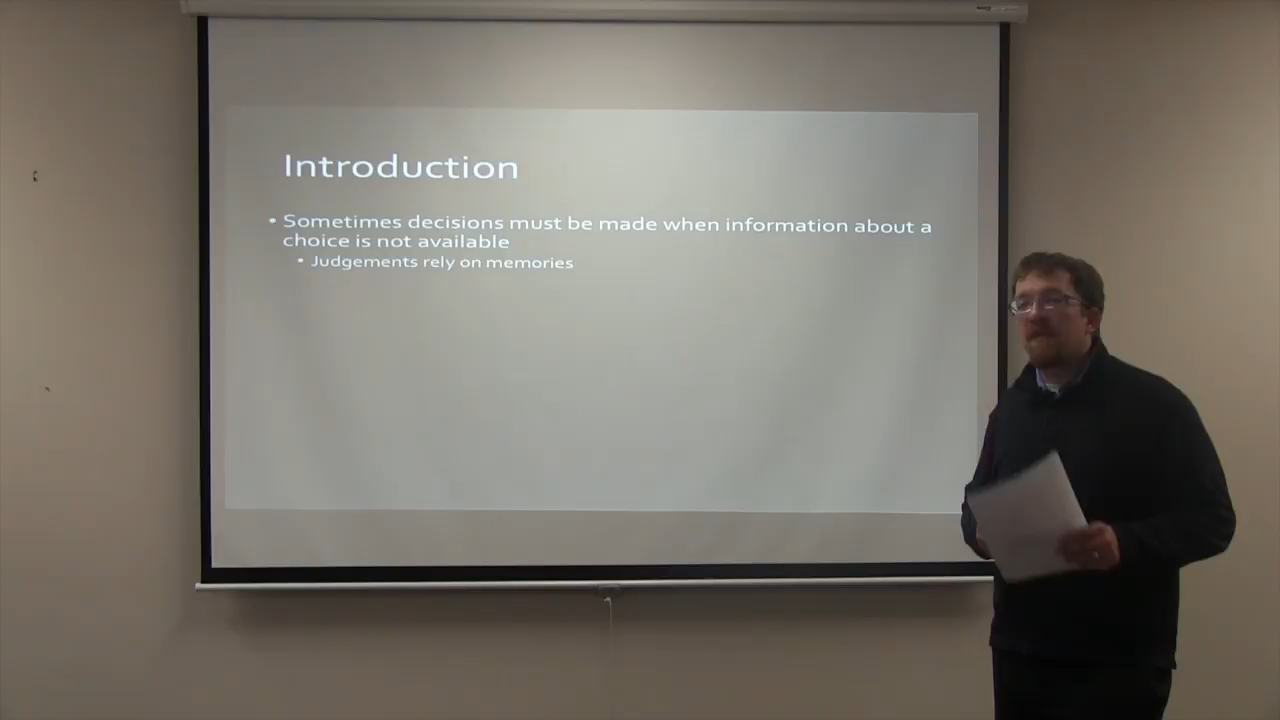 Introduction
• Sometimes decisions must be made when information about a
choice is not available
• Judgements rely on memories